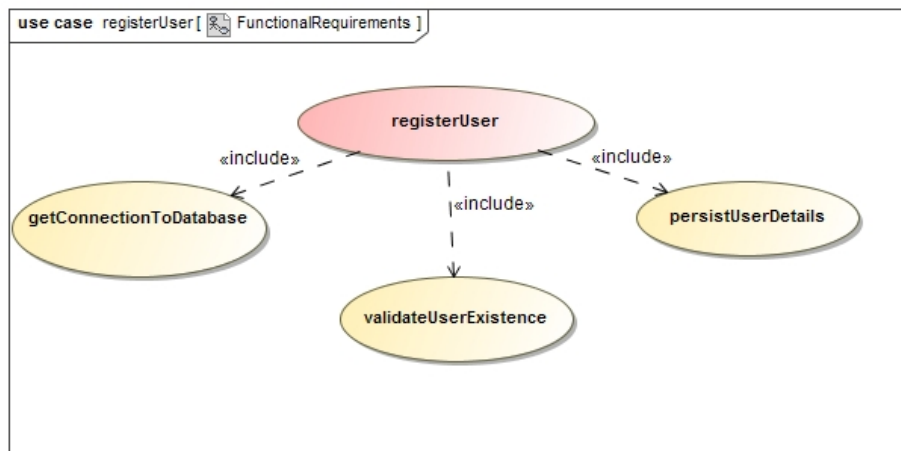 use case registerUser [ FunctionalRequirements ]
registerUser
«include»
«include»
«include»
getConnectionToDatabase
persistUserDetails
validateUserExistence